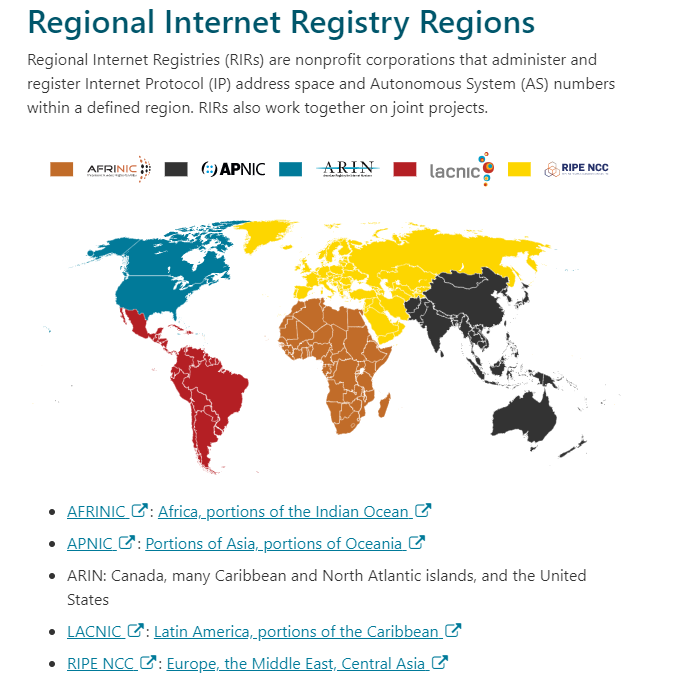 Regional Internet Registry Regions
Regional Internet Registries (RIRs) are nonprofit corporations that administer and
register Internet Protocol (IP) address space and Autonomous System (AS) numbers
within a defined region. RIRs also work together on joint projects.
AFRINIC APNIC ARIN lacnic RIPE NCC
AFRINIC : Africa, portions of the Indian Ocean
APNIC : Portions of Asia, portions of Oceania
ARIN: Canada, many Caribbean and North Atlantic islands, and the United
States
LACNIC : Latin America, portions of the Caribbean
RIPE NCC : Europe, the Middle East, Central Asia